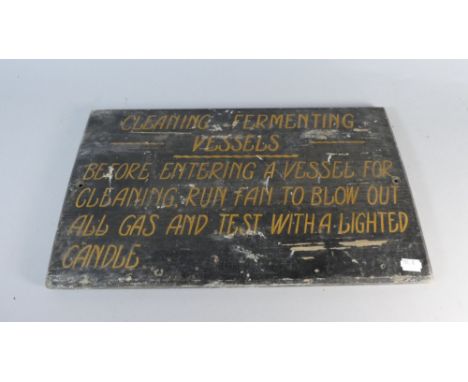 CLEANING FERMENTING
VESSELS
BEFORE ENTERING A VESSEL FOR
CLEANING, RUN FAN TO BLOW OUT
ALL GAS AND TEST WITH A LIGHTED
CANDLE